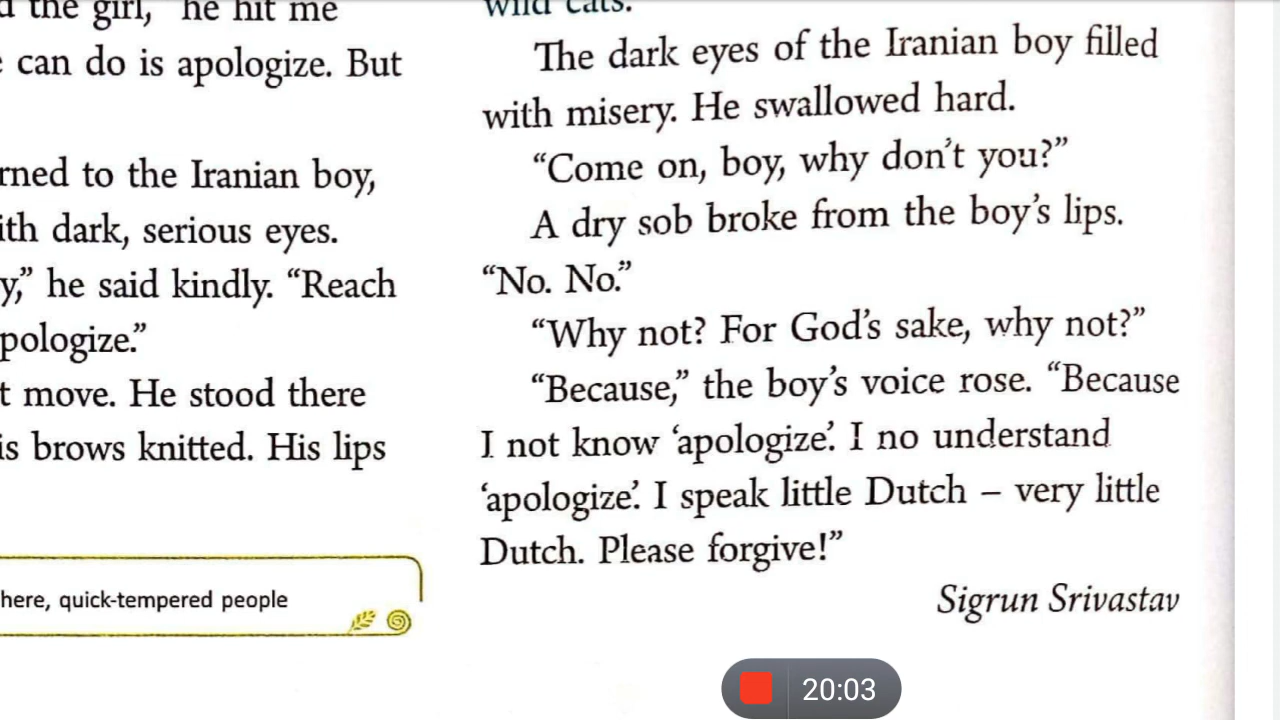 the girl," he hit me
can do is apologize. But
to the Iranian boy,
dark, serious eyes.
he said kindly. "Reach
move. He stood there
brows knitted. His lips
here, quick-tempered people
wild cats.
The dark eyes of the Iranian boy filled
with misery. He swallowed hard.
"Come on, boy, why don't you?"
A dry sob broke from the boy's lips.
"No. No."
"Why not? For God's sake, why not?"
"Because," the boy's voice rose. "Because
I not know 'apologize'. I no understand
'apologize'. I speak little Dutch – very little
Dutch. Please forgive!"
Sigrun Srivastav
20:03